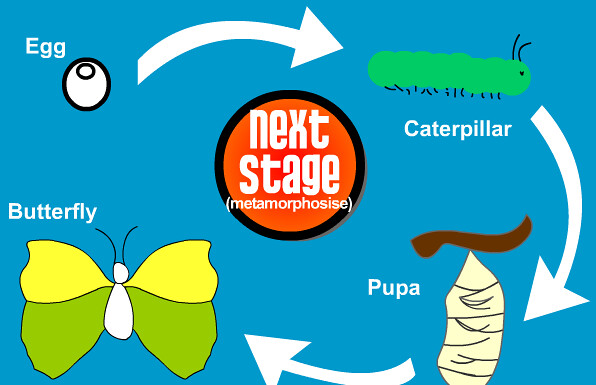 Egg
Caterpillar
next
stage
(metamorphosise)
Butterfly
Pupa